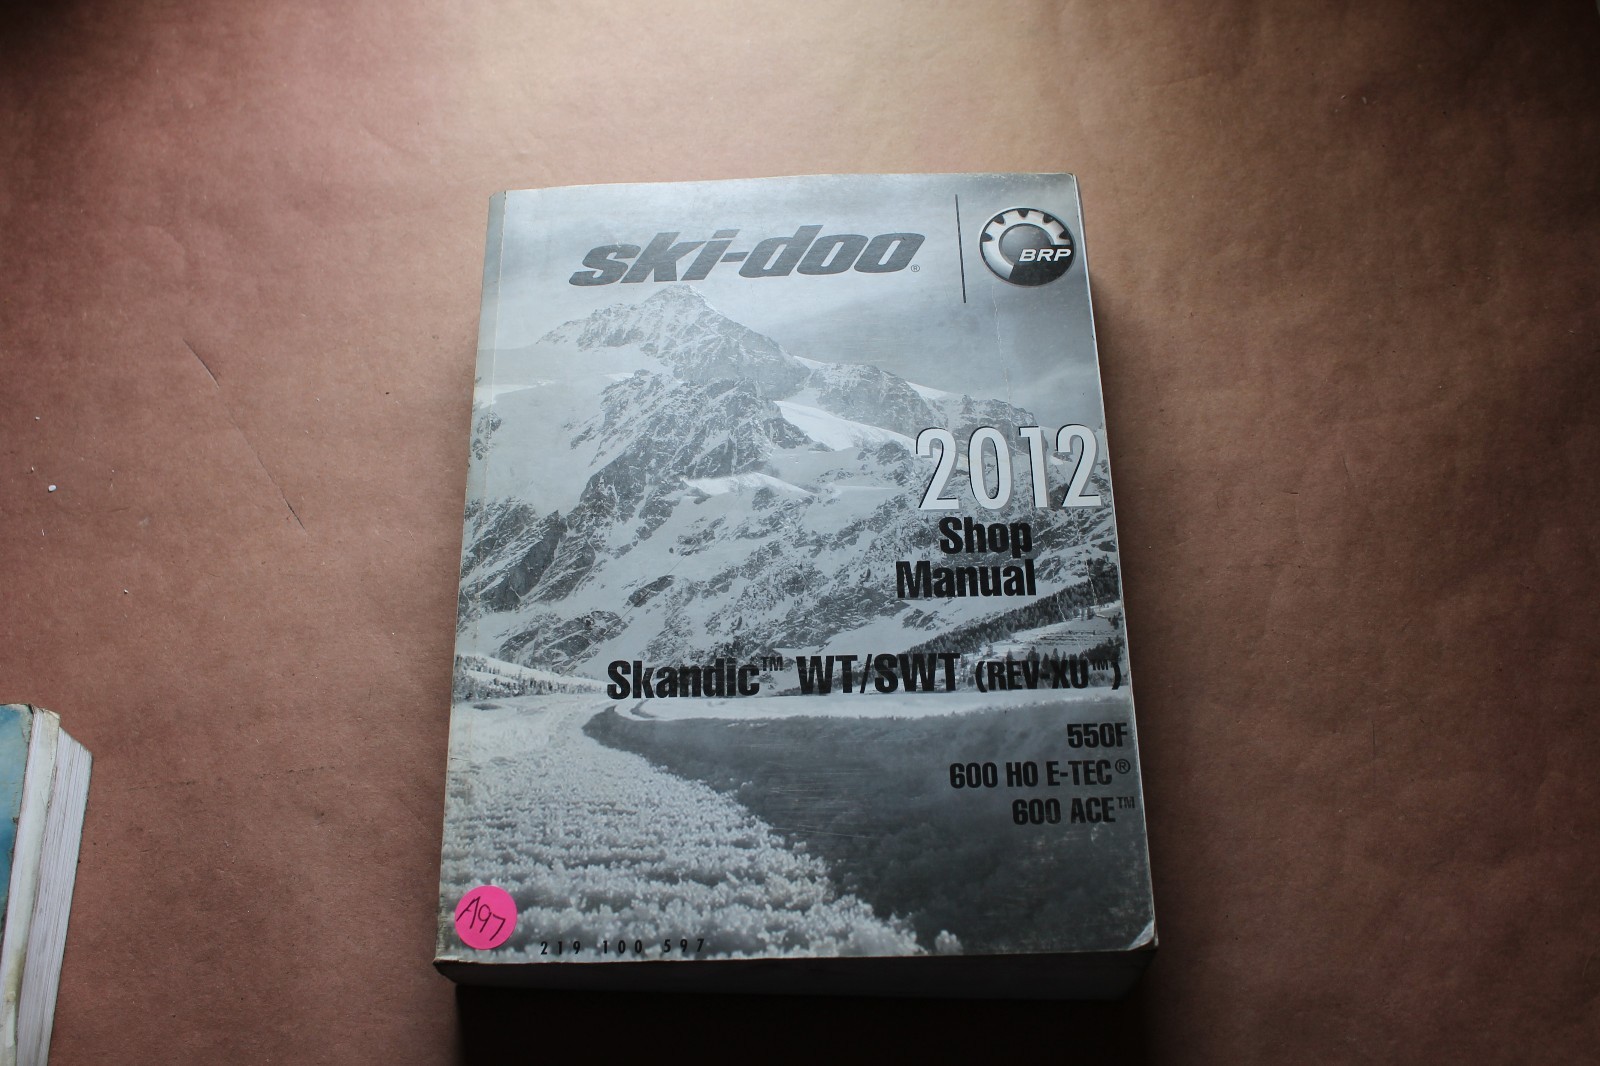 ski-doo®
BRP
2012
Shop
Manual
Skandic™ WT/SWT (REV-XU™)
550F
600 HO E-TEC®
600 ACE™
A97
219 100 597